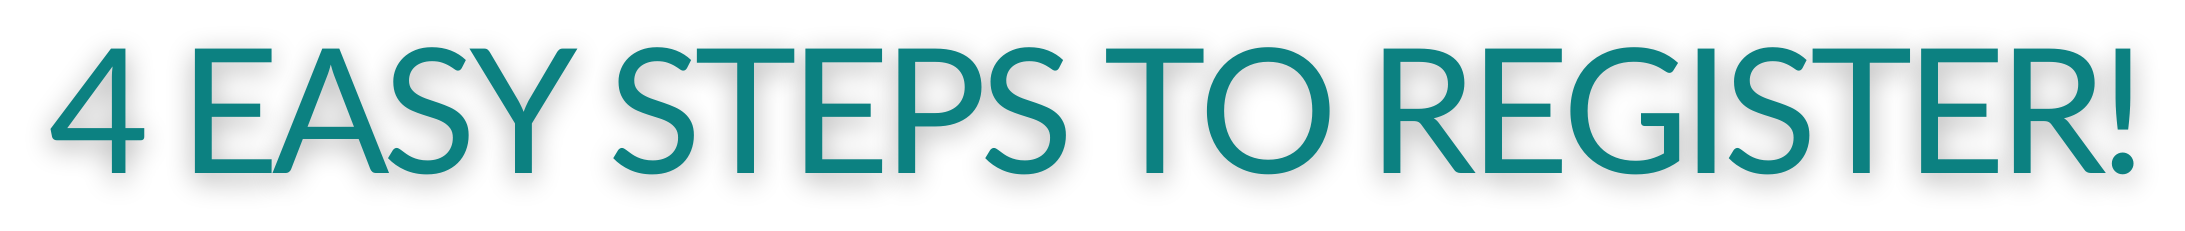 4 EASY STEPS TO REGISTER!